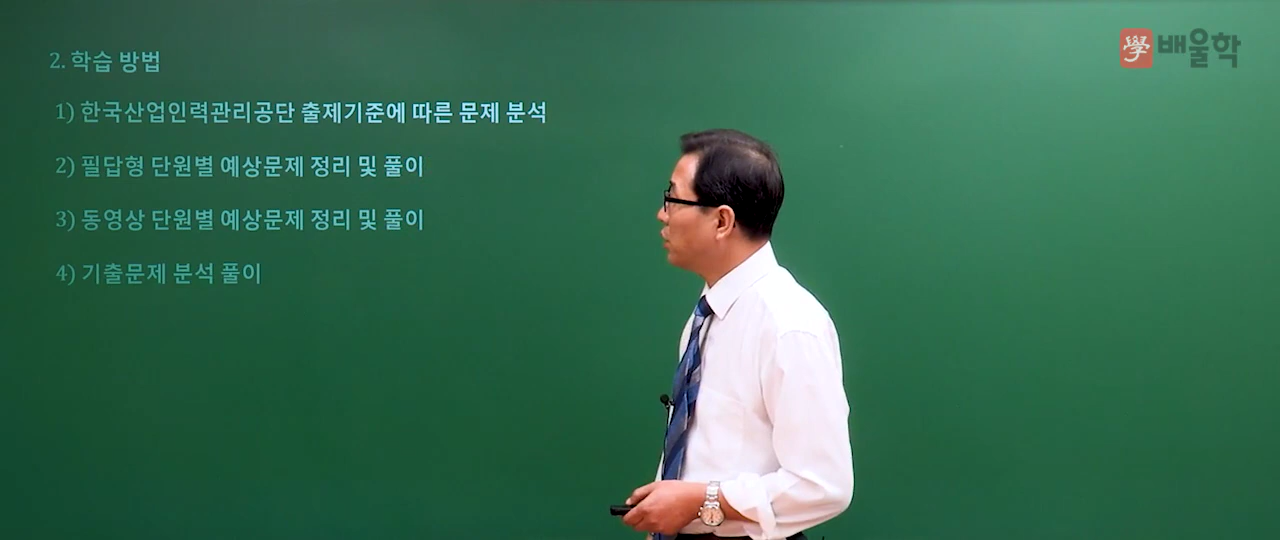 學 배울학
2. 학습 방법
1) 한국산업인력관리공단 출제기준에 따른 문제 분석
2) 필답형 단원별 예상문제 정리 및 풀이
3) 동영상 단원별 예상문제 정리 및 풀이
4) 기출문제 분석 풀이